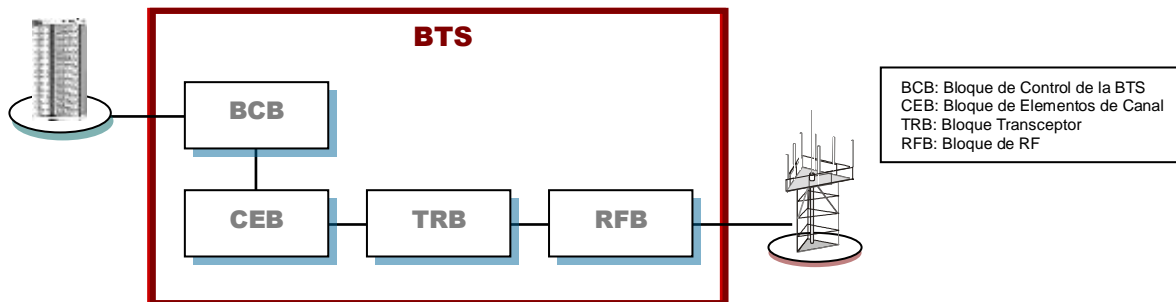 BTS
BCB
CEB
TRB
RFB
BCB: Bloque de Control de la BTS
CEB: Bloque de Elementos de Canal
TRB: Bloque Transceptor
RFB: Bloque de RF